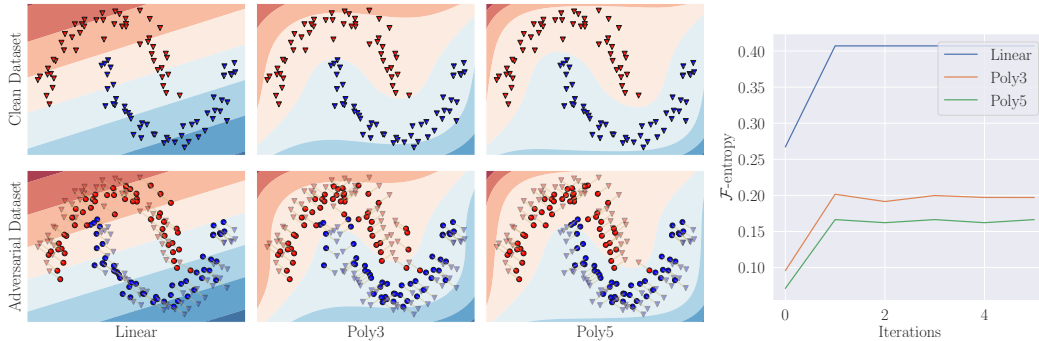 Clean Dataset
Adversarial Dataset
Linear
Poly3
Poly5
0.40
0.35
0.30
0.25
0.20
0.15
0.10
ℱ-entropy
0
2
4
Iterations
Linear
Poly3
Poly5